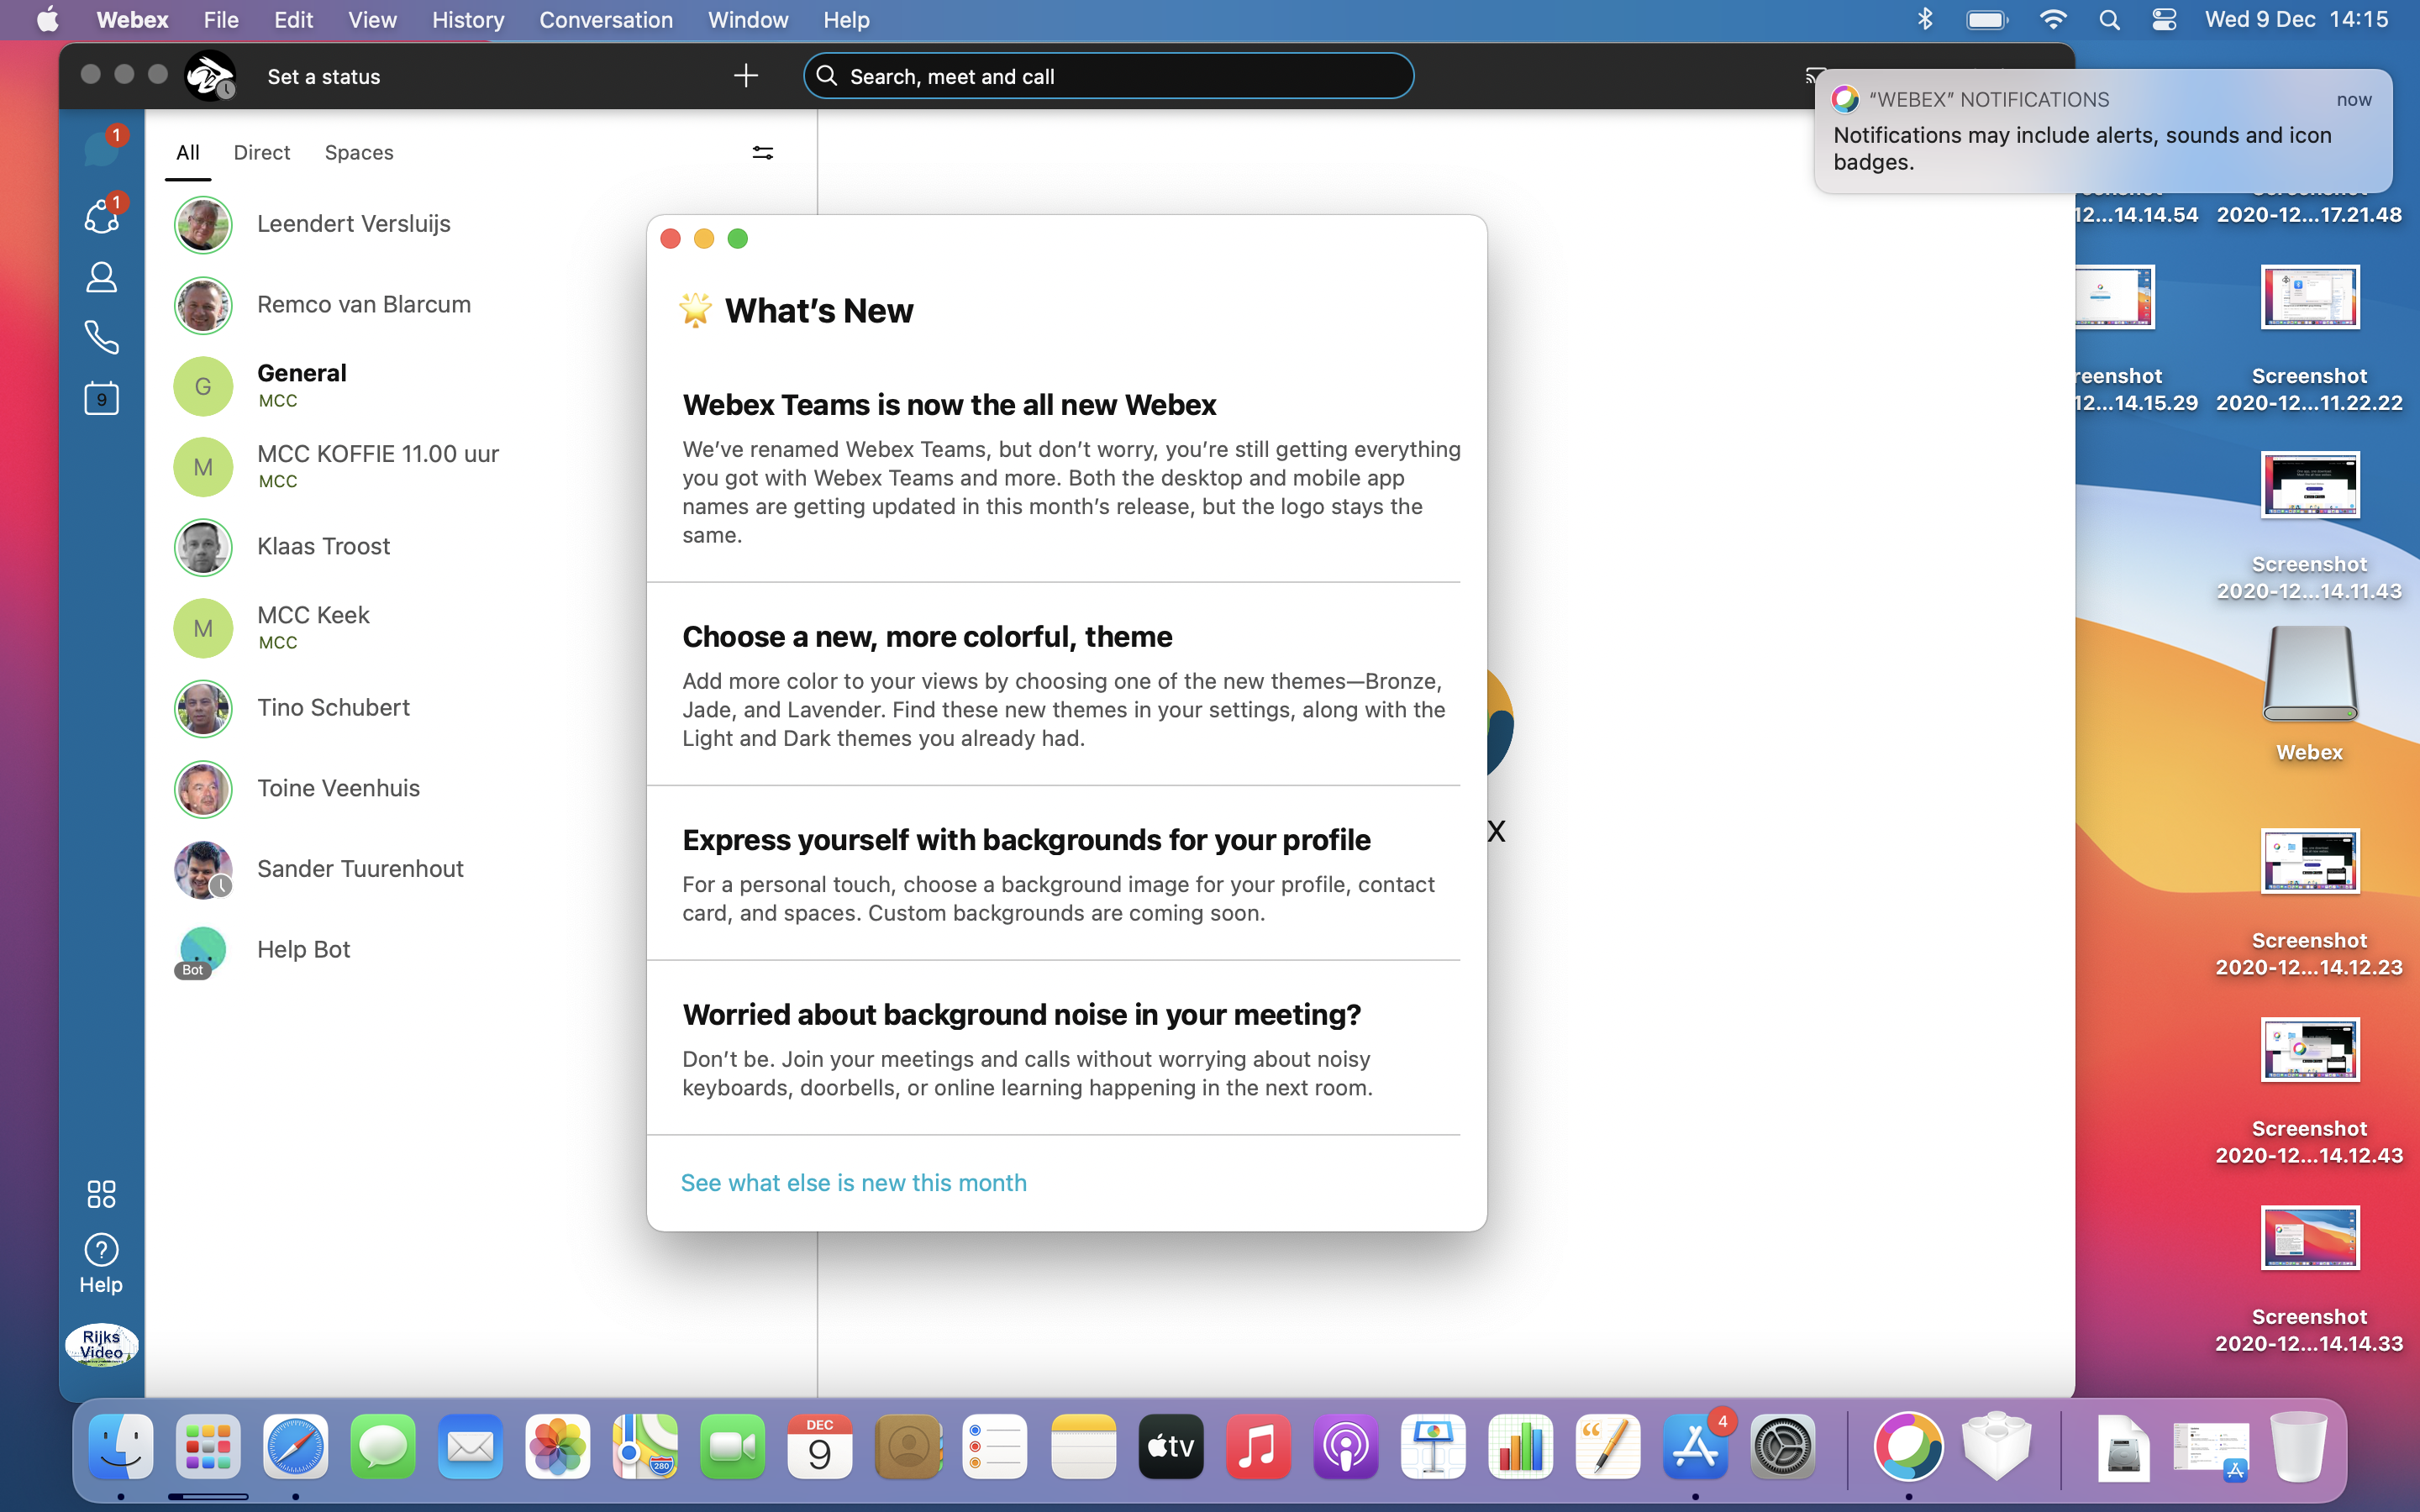 Webex File Edit View History Conversation Window Help Wed 9 Dec 14:15
Set a status
Search, meet and call
"WEBEX" NOTIFICATIONS now
Notifications may include alerts, sounds and icon
badges.
1
1
9
Help
Rijks
Video
All Direct Spaces
Leendert Versluijs
Remco van Blarcum
G
General
MCC
M
MCC KOFFIE 11.00 uur
MCC
Klaas Troost
M
MCC Keek
MCC
Tino Schubert
Toine Veenhuis
Sander Tuurenhout
Help Bot
Bot
What's New
Webex Teams is now the all new Webex
We've renamed Webex Teams, but don't worry, you're still getting everything
you got with Webex Teams and more. Both the desktop and mobile app
names are getting updated in this month's release, but the logo stays the
same.
Choose a new, more colorful, theme
Add more color to your views by choosing one of the new themes—Bronze,
Jade, and Lavender. Find these new themes in your settings, along with the
Light and Dark themes you already had.
Express yourself with backgrounds for your profile
For a personal touch, choose a background image for your profile, contact
card, and spaces. Custom backgrounds are coming soon.
Worried about background noise in your meeting?
Don't be. Join your meetings and calls without worrying about noisy
keyboards, doorbells, or online learning happening in the next room.
See what else is new this month
x
12...14.14.54
2020-12...17.21.48
reenshot
12...14.15.29
Screenshot
2020-12...11.22.22
Screenshot
2020-12...14.11.43
Webex
Screenshot
2020-12...14.12.23
Screenshot
2020-12...14.12.43
Screenshot
2020-12...14.14.33
280
DEC
9
tv
4